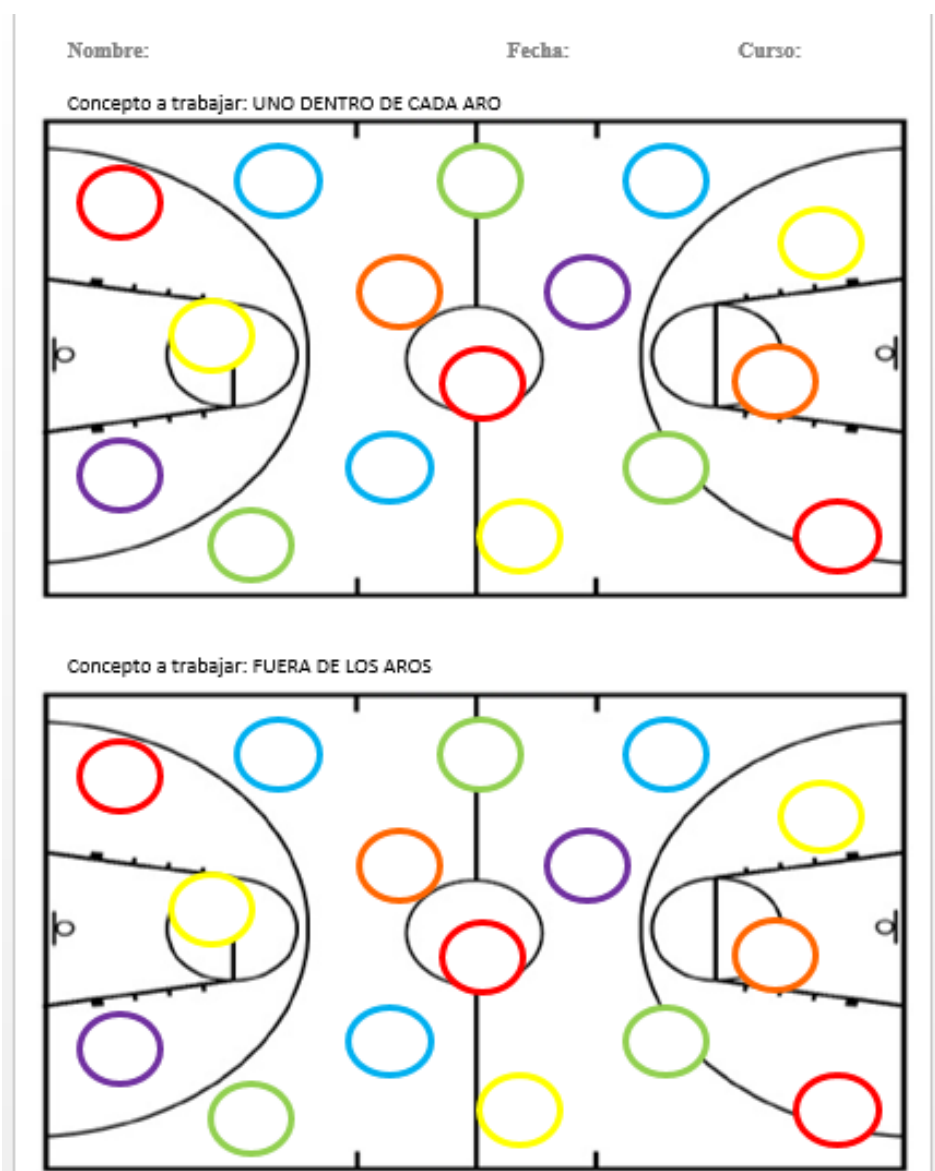 Nombre: Fecha: Curso:
Concepto a trabajar: UNO DENTRO DE CADA ARO
Concepto a trabajar: FUERA DE LOS AROS